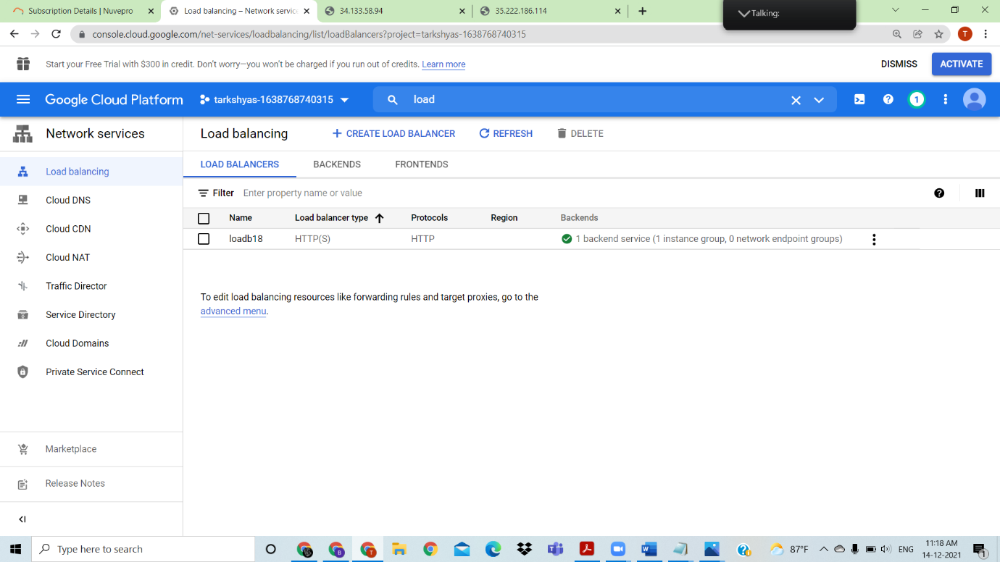 Subscription Details | Nuvepro
Load balancing – Network service
34.133.58.94
35.222.186.114
Talking:
console.cloud.google.com/net-services/loadbalancing/list/loadBalancers?project=tarkshyas-1638768740315
T
Start your Free Trial with $300 in credit. Don't worry—you won't be charged if you run out of credits. Learn more
DISMISS
ACTIVATE
Google Cloud Platform
tarkshyas-1638768740315
load
1
Network services
Load balancing
CREATE LOAD BALANCER
REFRESH
DELETE
Load balancing
Cloud DNS
Cloud CDN
Cloud NAT
Traffic Director
Service Directory
Cloud Domains
Private Service Connect
Marketplace
Release Notes
LOAD BALANCERS
BACKENDS
FRONTENDS
Filter Enter property name or value
Name Load balancer type Protocols Region Backends
loadb18 HTTP(S) HTTP 1 backend service (1 instance group, 0 network endpoint groups)
To edit load balancing resources like forwarding rules and target proxies, go to the
advanced menu.
Type here to search
87°F
ENG
11:18 AM
14-12-2021
1